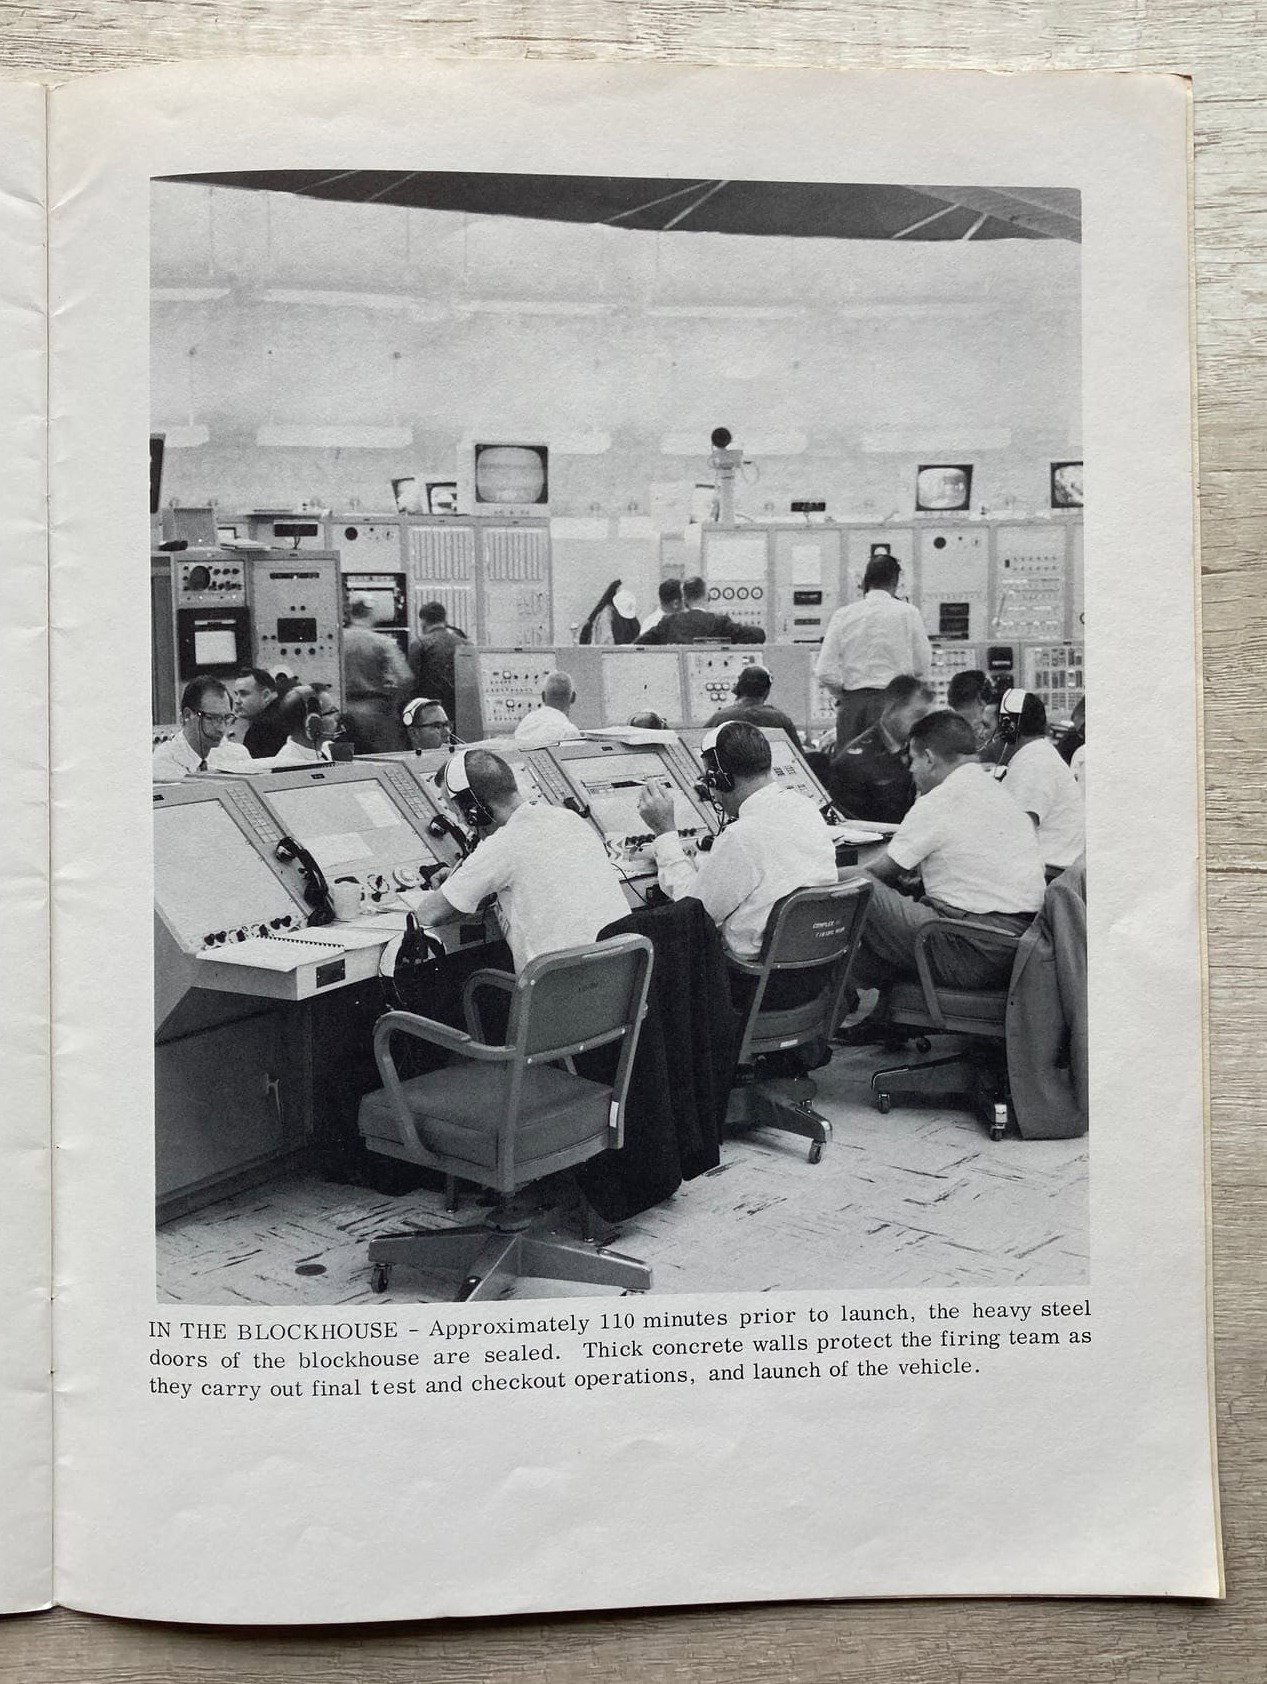 IN THE BLOCKHOUSE – Approximately 110 minutes prior to launch, the heavy steel
doors of the blockhouse are sealed. Thick concrete walls protect the firing team as
they carry out final test and checkout operations, and launch of the vehicle.
COMPLEX